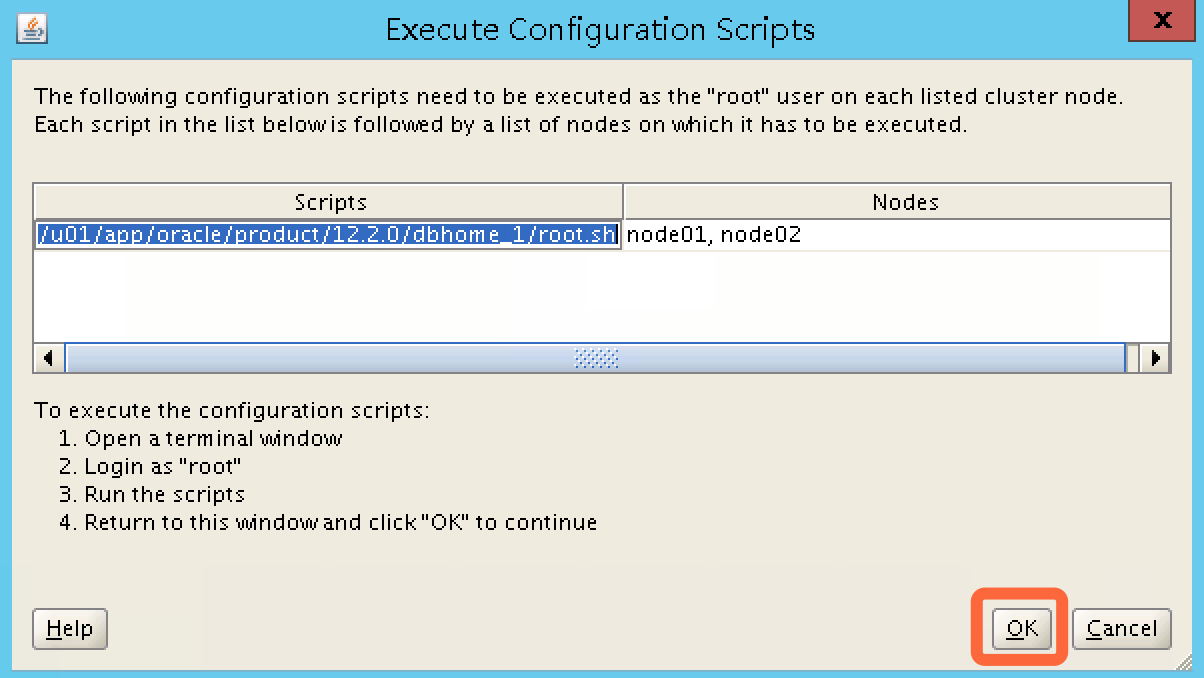 Execute Configuration Scripts
X
The following configuration scripts need to be executed as the "root" user on each listed cluster node.
Each script in the list below is followed by a list of nodes on which it has to be executed.
Scripts Nodes
/u01/app/oracle/product/12.2.0/dbhome_1/root.sh node01, node02
To execute the configuration scripts:
1. Open a terminal window
2. Login as "root"
3. Run the scripts
4. Return to this window and click "OK" to continue
Help OK Cancel